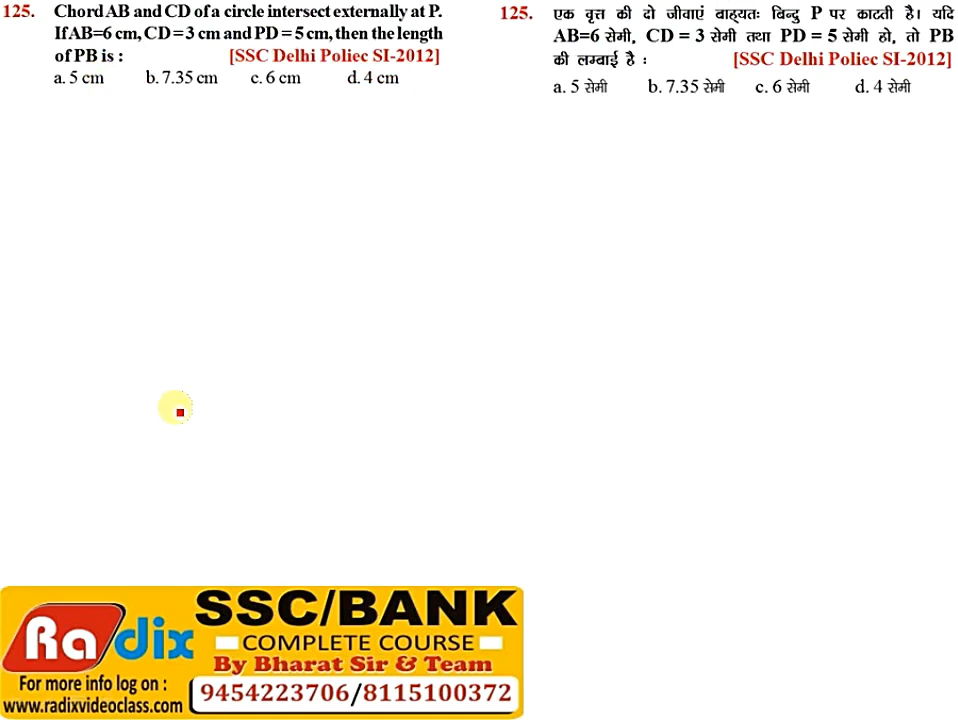 125. Chord AB and CD of a circle intersect externally at P.
If AB=6 cm, CD = 3 cm and PD = 5 cm, then the length
of PB is : [SSC Delhi Poliec SI-2012]
a. 5 cm b. 7.35 cm c. 6 cm d. 4 cm
125. एक वृत्त की दो जीवाएं बाह्यतः बिन्दु P पर काटती है। यदि
AB=6 सेमी, CD = 3 सेमी तथा PD = 5 सेमी हो, तो PB
की लम्बाई है : [SSC Delhi Poliec SI-2012]
a. 5 सेमी b. 7.35 सेमी c. 6 सेमी d. 4 सेमी
Radix
SSC/BANK
COMPLETE COURSE
By Bharat Sir & Team
For more info log on :
www.radixvideoclass.com
9454223706/8115100372